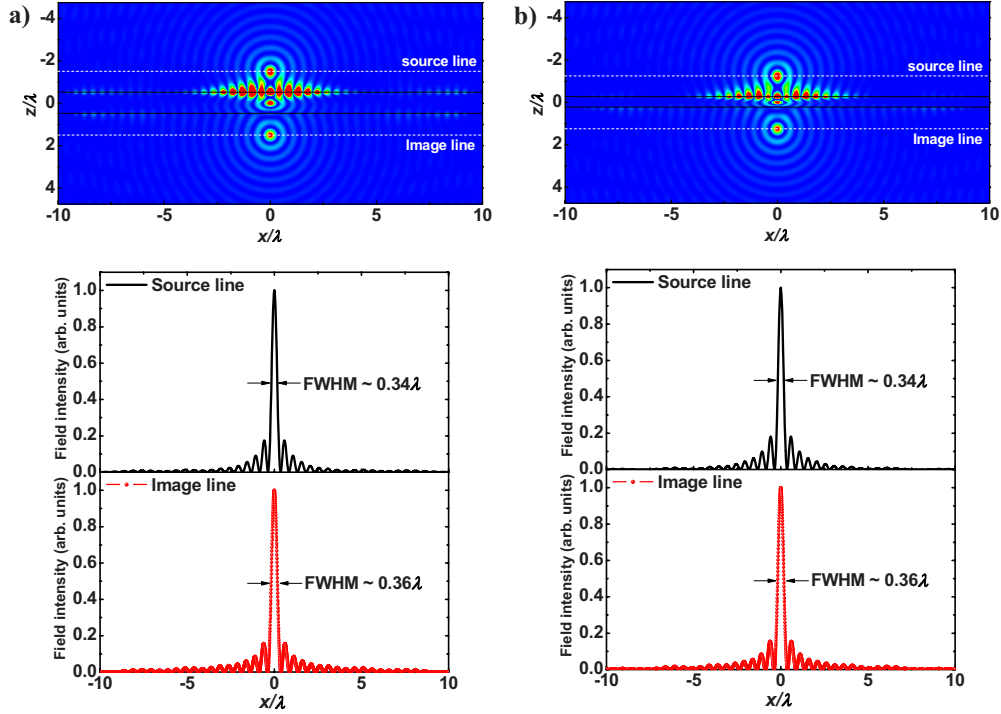 a)
-4
-2
0
2
4
z/λ
source line
Image line
-10 -5 0 5 10
x/λ
b)
-4
-2
0
2
4
z/λ
source line
Image line
-10 -5 0 5 10
x/λ
Field intensity (arb. units)
1.0
0.8
0.6
0.4
0.2
0.0
Source line
FWHM ~ 0.34λ
Field intensity (arb. units)
1.0
0.8
0.6
0.4
0.2
0.0
Image line
FWHM ~ 0.36λ
-10 -5 0 5 10
x/λ
Field intensity (arb. units)
1.0
0.8
0.6
0.4
0.2
0.0
Source line
FWHM ~ 0.34λ
Field intensity (arb. units)
1.0
0.8
0.6
0.4
0.2
0.0
Image line
FWHM ~ 0.36λ
-10 -5 0 5 10
x/λ